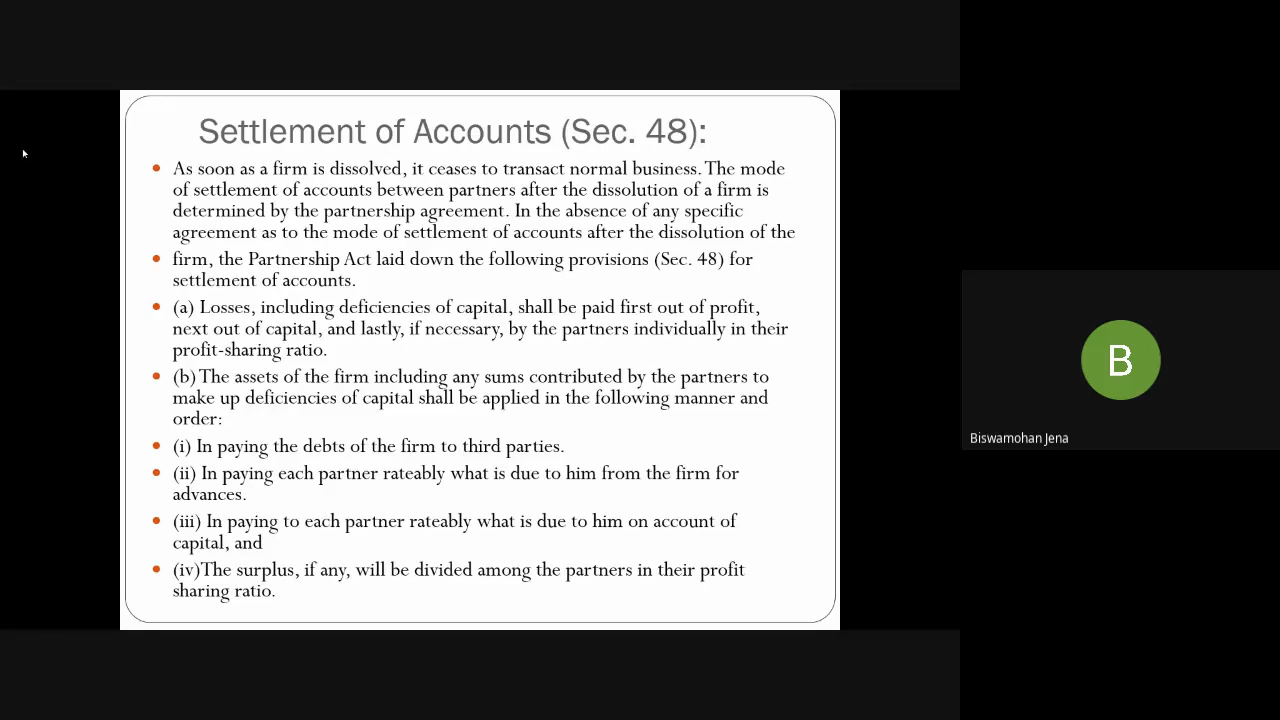 Settlement of Accounts (Sec. 48):
• As soon as a firm is dissolved, it ceases to transact normal business. The mode
of settlement of accounts between partners after the dissolution of a firm is
determined by the partnership agreement. In the absence of any specific
agreement as to the mode of settlement of accounts after the dissolution of the
• firm, the Partnership Act laid down the following provisions (Sec. 48) for
settlement of accounts.
• (a) Losses, including deficiencies of capital, shall be paid first out of profit,
next out of capital, and lastly, if necessary, by the partners individually in their
profit-sharing ratio.
• (b) The assets of the firm including any sums contributed by the partners to
make up deficiencies of capital shall be applied in the following manner and
order:
• (i) In paying the debts of the firm to third parties.
• (ii) In paying each partner rateably what is due to him from the firm for
advances.
• (iii) In paying to each partner rateably what is due to him on account of
capital, and
• (iv)The surplus, if any, will be divided among the partners in their profit
sharing ratio.
B
Biswamohan Jena